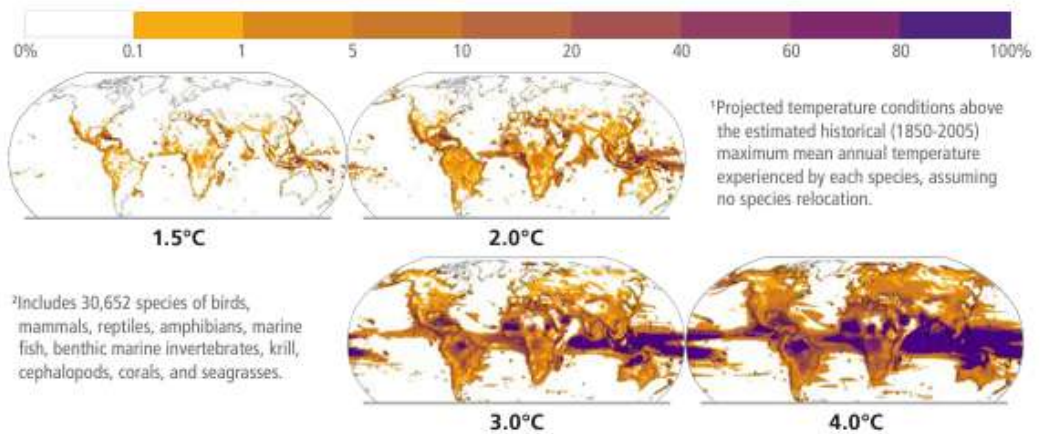 0% 0.1 1 5 10 20 40 60 80 100%
¹Projected temperature conditions above
the estimated historical (1850-2005)
maximum mean annual temperature
experienced by each species, assuming
no species relocation.
1.5°C 2.0°C
²Includes 30,652 species of birds,
mammals, reptiles, amphibians, marine
fish, benthic marine invertebrates, krill,
cephalopods, corals, and seagrasses.
3.0°C 4.0°C